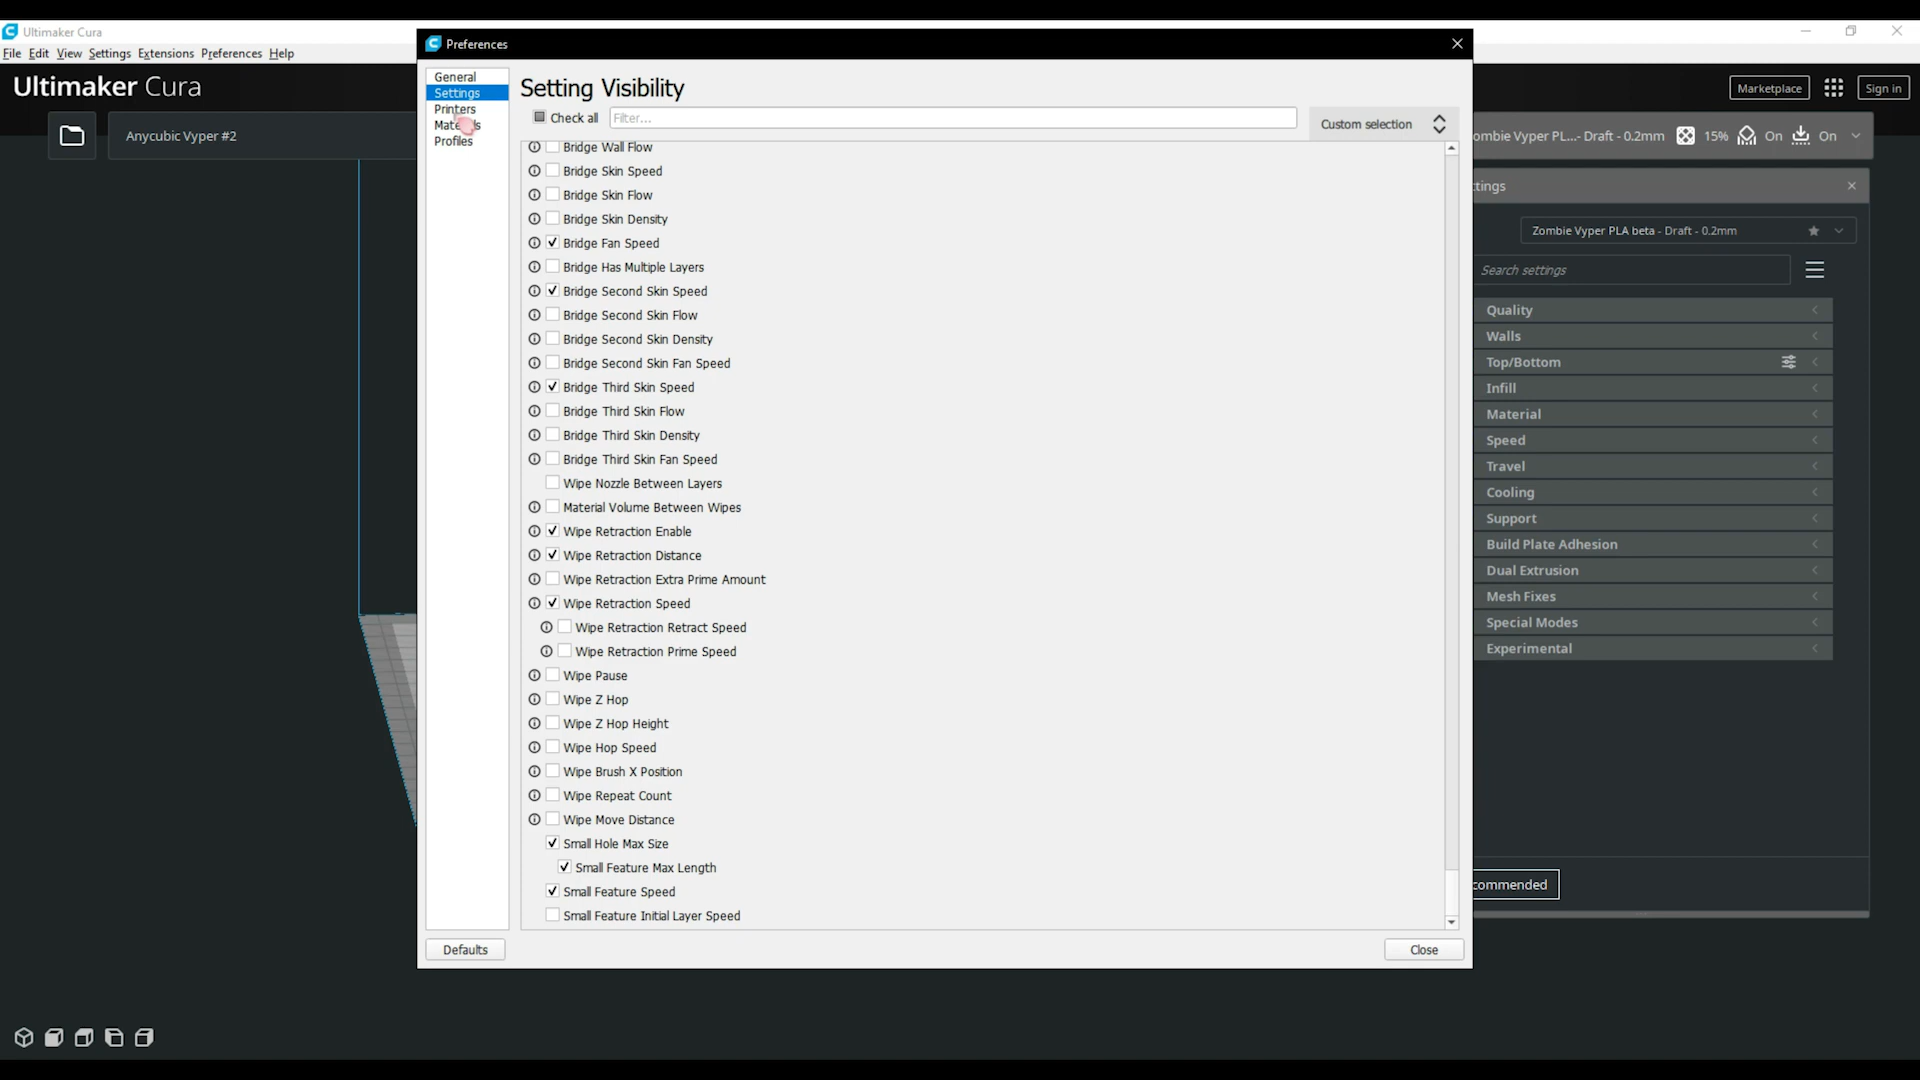 Ultimaker Cura
File Edit View Settings Extensions Preferences Help
Ultimaker Cura
Marketplace
Sign in
Anycubic Vyper #2
Preferences
General
Settings
Printers
Profiles
Setting Visibility
Check all
Filter...
Custom selection
Bridge Wall Flow
Bridge Skin Speed
Bridge Skin Flow
Bridge Skin Density
Bridge Fan Speed
Bridge Has Multiple Layers
Bridge Second Skin Speed
Bridge Second Skin Flow
Bridge Second Skin Density
Bridge Second Skin Fan Speed
Bridge Third Skin Speed
Bridge Third Skin Flow
Bridge Third Skin Density
Bridge Third Skin Fan Speed
Wipe Nozzle Between Layers
Material Volume Between Wipes
Wipe Retraction Enable
Wipe Retraction Distance
Wipe Retraction Extra Prime Amount
Wipe Retraction Speed
Wipe Retraction Retract Speed
Wipe Retraction Prime Speed
Wipe Pause
Wipe Z Hop
Wipe Z Hop Height
Wipe Hop Speed
Wipe Brush X Position
Wipe Repeat Count
Wipe Move Distance
Small Hole Max Size
Small Feature Max Length
Small Feature Speed
Small Feature Initial Layer Speed
Defaults
Close
ombie Vyper PL...- Draft - 0.2mm 15% On On
tings
Zombie Vyper PLA beta - Draft - 0.2mm
Search settings
Quality
Walls
Top/Bottom
Infill
Material
Speed
Travel
Cooling
Support
Build Plate Adhesion
Dual Extrusion
Mesh Fixes
Special Modes
Experimental
commended